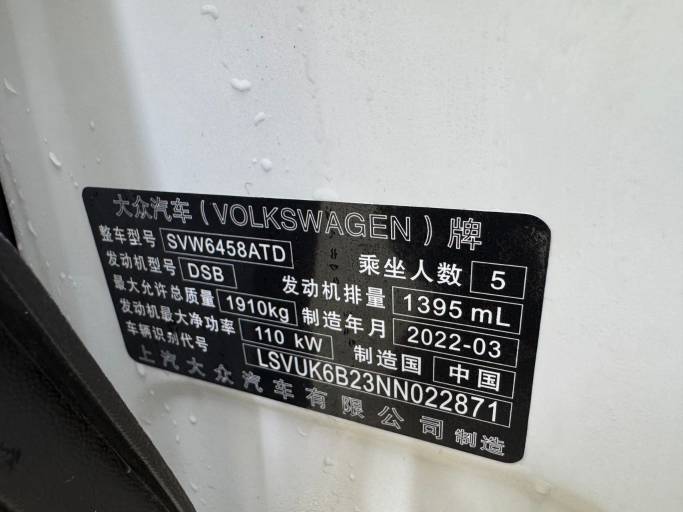 大众汽车(VOLKSWAGEN)牌
整车型号 SVW6458ATD 乘坐人数 5
发动机型号 DSB 发动机排量 1395 mL
最大允许总质量 1910kg 制造年月 2022-03
发动机最大净功率 110 kW 制造国 中国
车辆识别代号 LSVUK6B23NN022871
上汽大众汽车有限公司制造